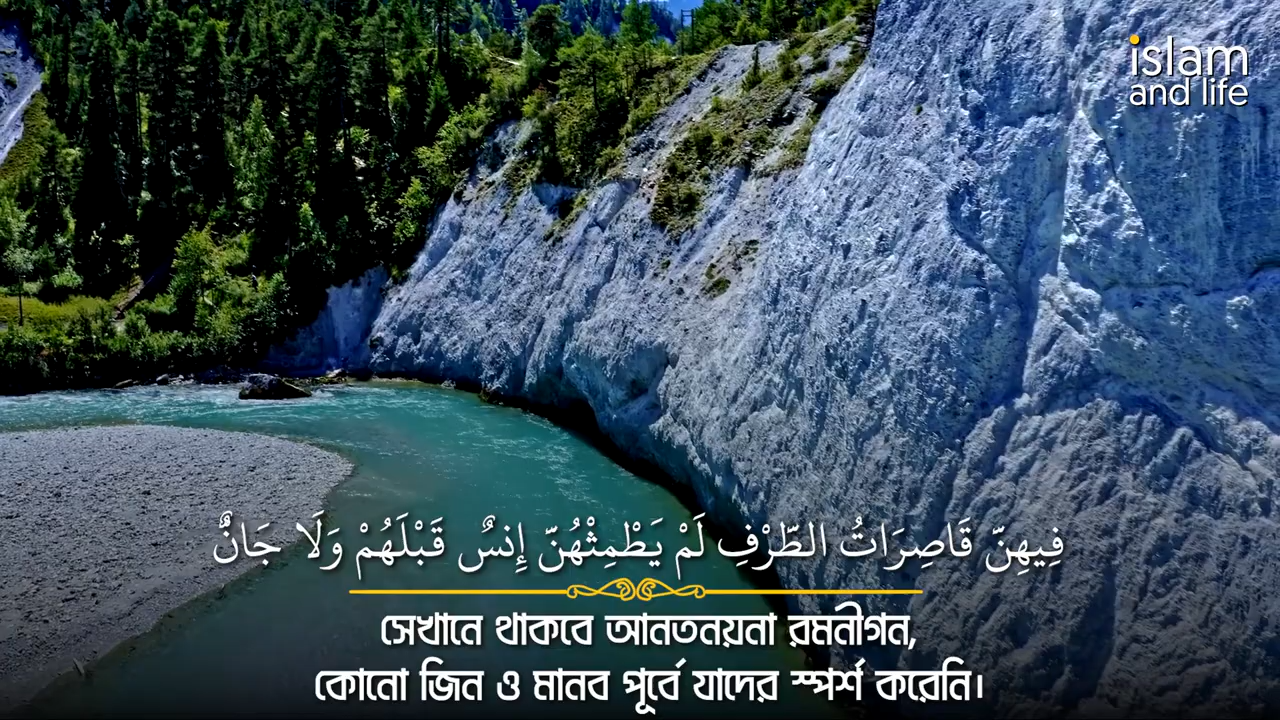 islam
and life
فِيهِنَّ قَاصِرَاتُ الطَّرْفِ لَمْ يَطْمِثْهُنَّ إِنسٌ قَبْلَهُمْ وَلَا جَانٌّ
সেখানে থাকবে আনতনয়না রমনীগন,
কোনো জিন ও মানব পূর্বে যাদের স্পর্শ করেনি।